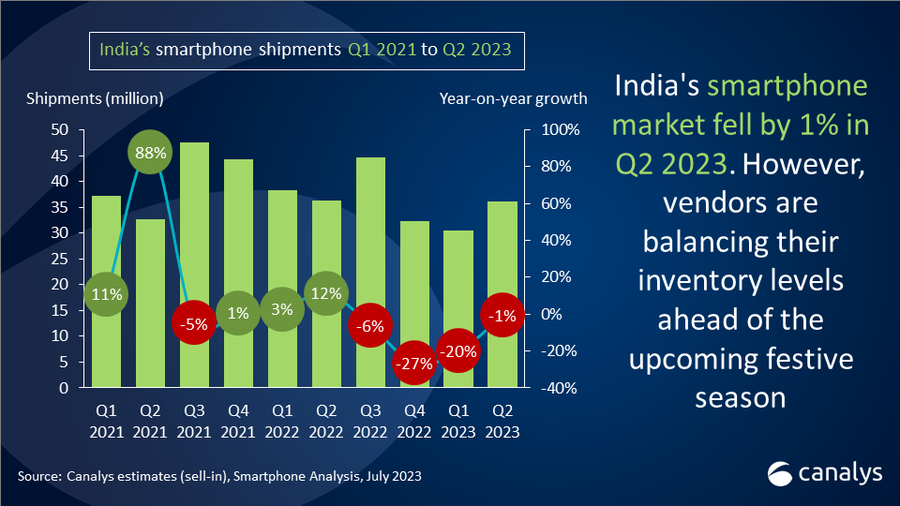 India's smartphone shipments Q1 2021 to Q2 2023
Shipments (million)
Year-on-year growth
50
45
40
35
30
25
20
15
10
5
0
11%
88%
-5%
1%
3%
12%
-6%
-27%
-20%
-1%
100%
80%
60%
40%
20%
0%
-20%
-40%
Q1 Q2 Q3 Q4 Q1 Q2 Q3 Q4 Q1 Q2
2021 2021 2021 2021 2022 2022 2022 2022 2023 2023
India's smartphone
market fell by 1% in
Q2 2023. However,
vendors are
balancing their
inventory levels
ahead of the
upcoming festive
season
Source: Canalys estimates (sell-in), Smartphone Analysis, July 2023
canalys